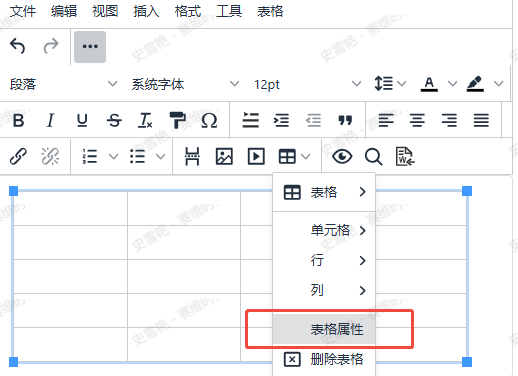 文件 编辑 视图 插入 格式 工具 表格
段落 系统字体 12pt
表格
单元格
行
列
表格属性
删除表格